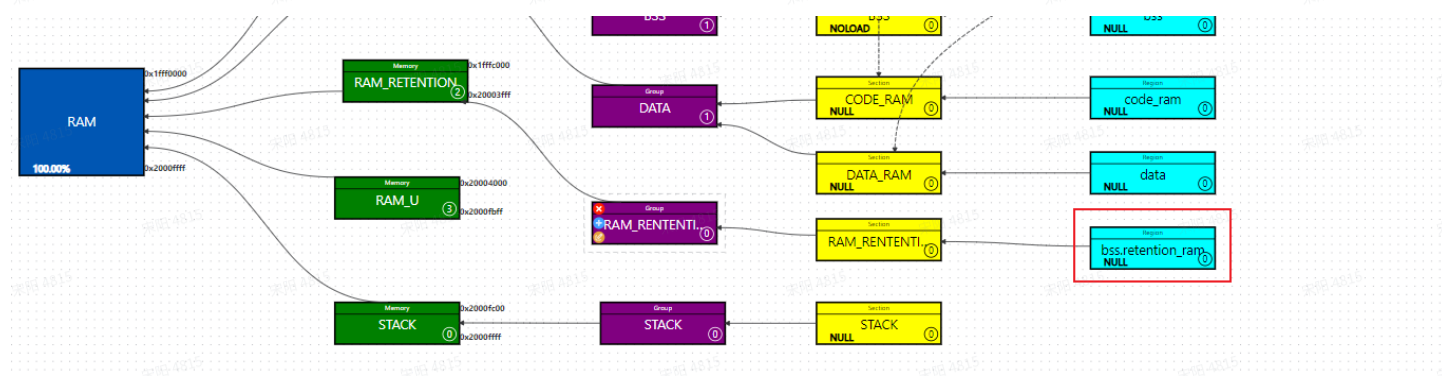 BSS
1
BSS
NOLOAD
0
bss
NULL
0
RAM
100.00%
0x1fff0000
0x2000ffff
Memory
RAM_RETENTION
2
0x1fffc000
0x20003fff
Group
DATA
1
Section
CODE_RAM
NULL
0
Region
code_ram
NULL
0
Section
DATA_RAM
NULL
0
Region
data
NULL
0
Memory
RAM_U
3
0x20004000
0x2000fbff
Group
RAM_RENTENTI...
0
Section
RAM_RENTENTI...
0
Region
bss.retention_ram
NULL
0
Memory
STACK
0
0x2000fc00
0x2000ffff
Group
STACK
0
Section
STACK
NULL
0